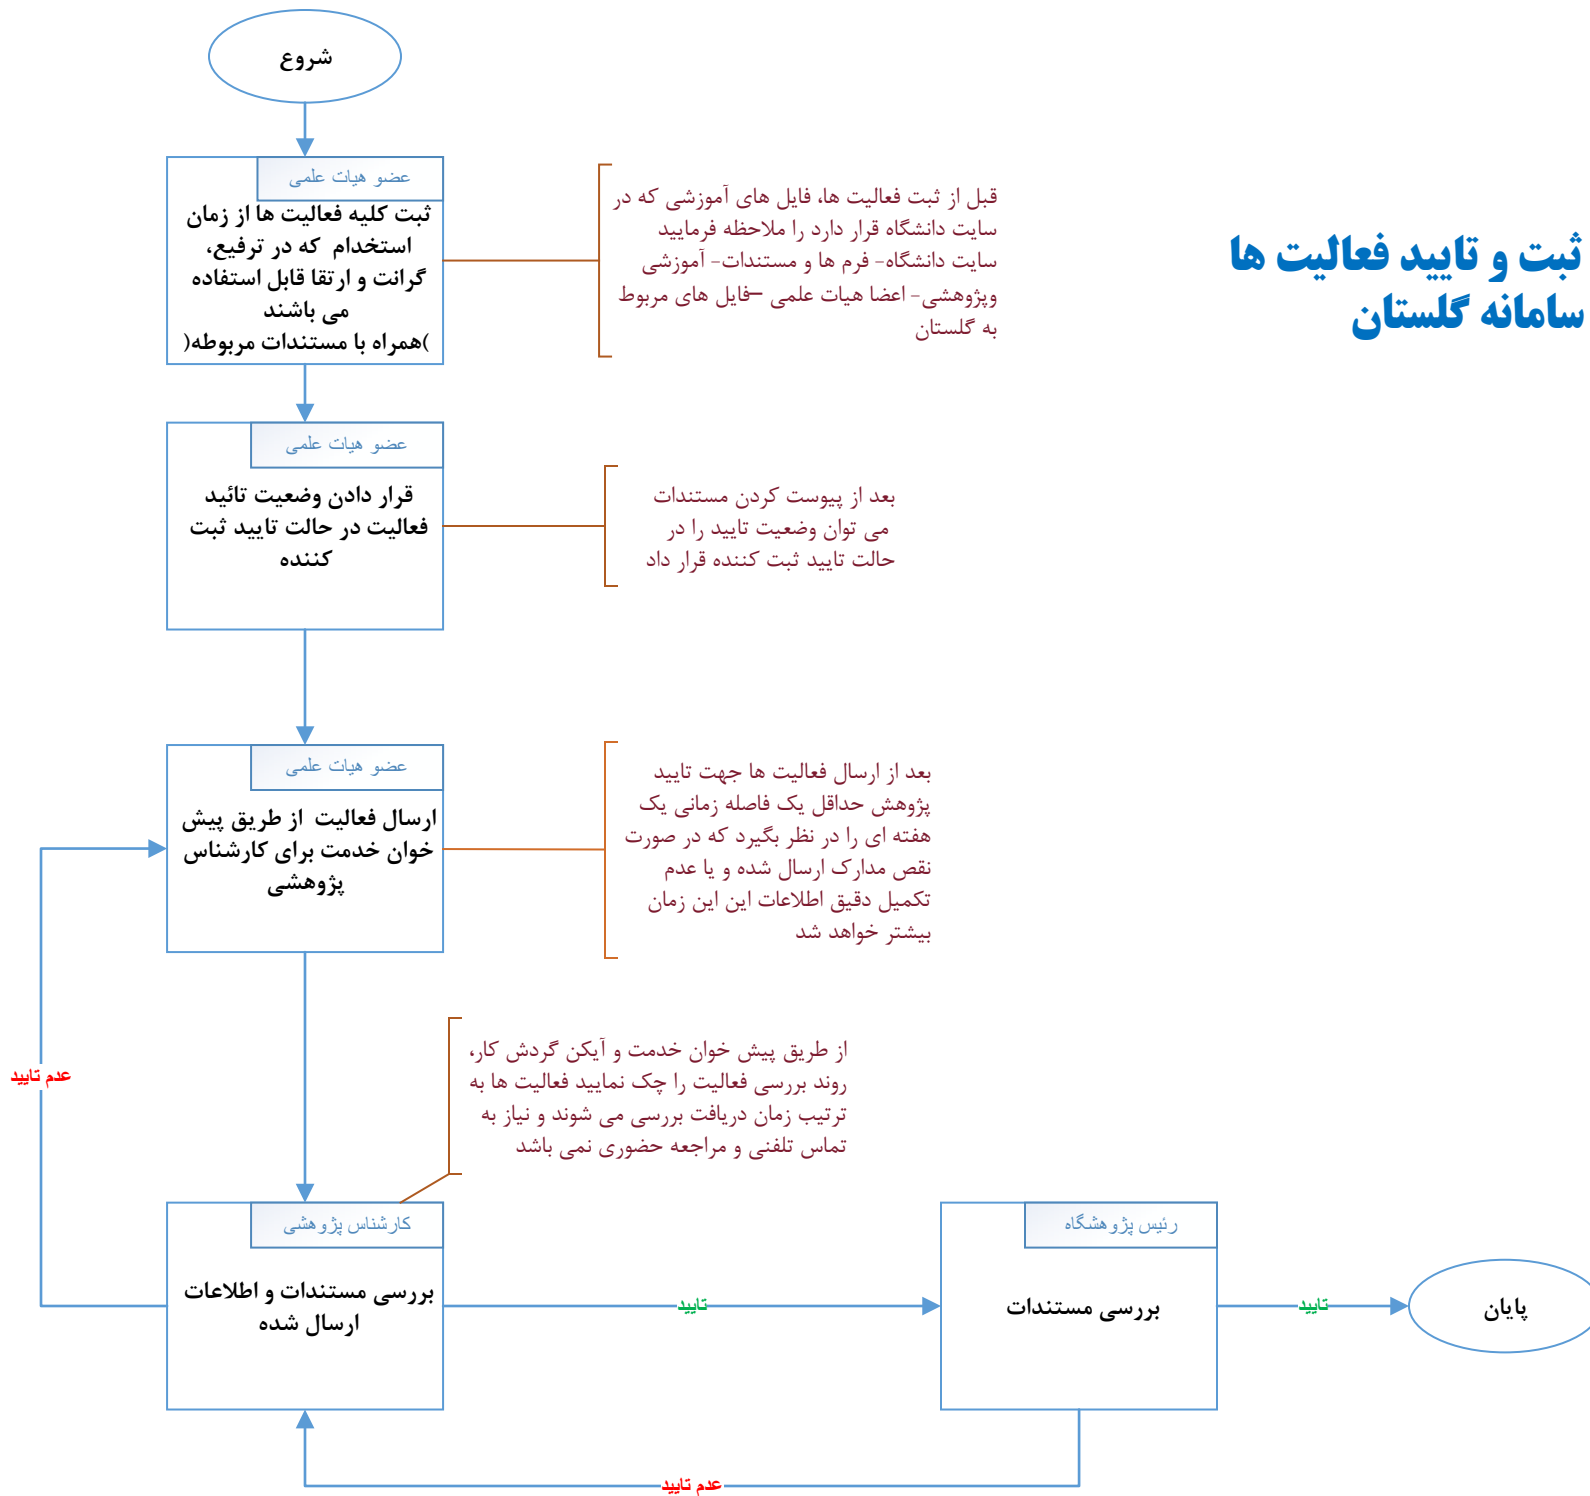 شروع
ثبت و تایید فعالیت ها
سامانه گلستان
عضو هیات علمی
ثبت کلیه فعالیت ها از زمان
استخدام که در ترفیع،
گرانت و ارتقا قابل استفاده
می باشند
)همراه با مستندات مربوطه(
قبل از ثبت فعالیت ها، فایل های آموزشی که در
سایت دانشگاه قرار دارد را ملاحظه فرمایید
سایت دانشگاه- فرم ها و مستندات- آموزشی
وپژوهشی- اعضا هیات علمی –فایل های مربوط
به گلستان
عضو هیات علمی
قرار دادن وضعیت تائید
فعالیت در حالت تایید ثبت
کننده
بعد از پیوست کردن مستندات
می توان وضعیت تایید را در
حالت تایید ثبت کننده قرار داد
عضو هیات علمی
ارسال فعالیت از طریق پیش
خوان خدمت برای کارشناس
پژوهشی
بعد از ارسال فعالیت ها جهت تایید
پژوهش حداقل یک فاصله زمانی یک
هفته ای را در نظر بگیرد که در صورت
نقص مدارک ارسال شده و یا عدم
تکمیل دقیق اطلاعات این این زمان
بیشتر خواهد شد
عدم تایید
از طریق پیش خوان خدمت و آیکن گردش کار،
روند بررسی فعالیت را چک نمایید فعالیت ها به
ترتیب زمان دریافت بررسی می شوند و نیاز به
تماس تلفنی و مراجعه حضوری نمی باشد
کارشناس پژوهشی
بررسی مستندات و اطلاعات
ارسال شده
تایید
رئیس پژوهشگاه
بررسی مستندات
تایید
پایان
عدم تایید